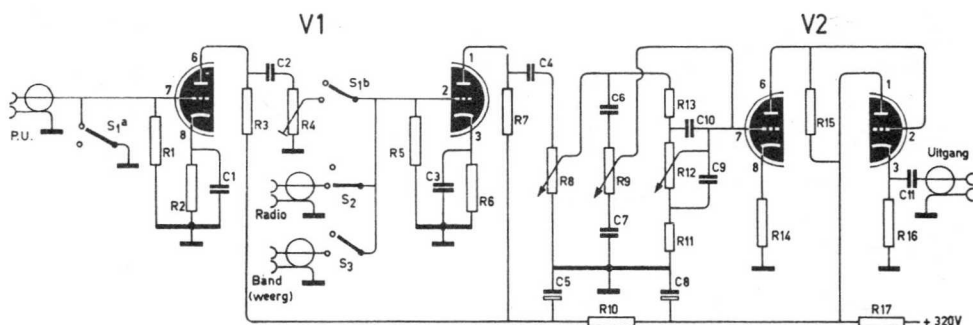 V1
V2
6
C2
S1b
1
C4
C6
R13
C10
6
R15
1
P.U.
7
8
S1a
R1
R2
C1
R3
R4
2
3
R5
C3
R6
R7
R8
R9
R12
C9
7
8
2
3
Uitgang
C11
Radio
S2
Band
(weerg)
S3
C7
R11
R14
R16
C5
C8
R10
R17
+ 320V